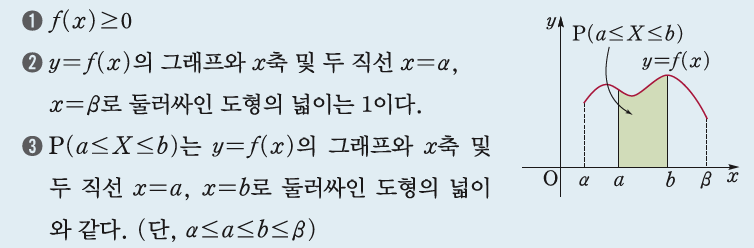 ❶ f(x)≥0
❷ y=f(x)의 그래프와 x축 및 두 직선 x=α,
x=β로 둘러싸인 도형의 넓이는 1이다.
❸ P(a≤X≤b)는 y=f(x)의 그래프와 x축 및
두 직선 x=a, x=b로 둘러싸인 도형의 넓이
와 같다. (단, α≤a≤b≤β)
y
P(a≤X≤b)
y=f(x)
O α a b β x